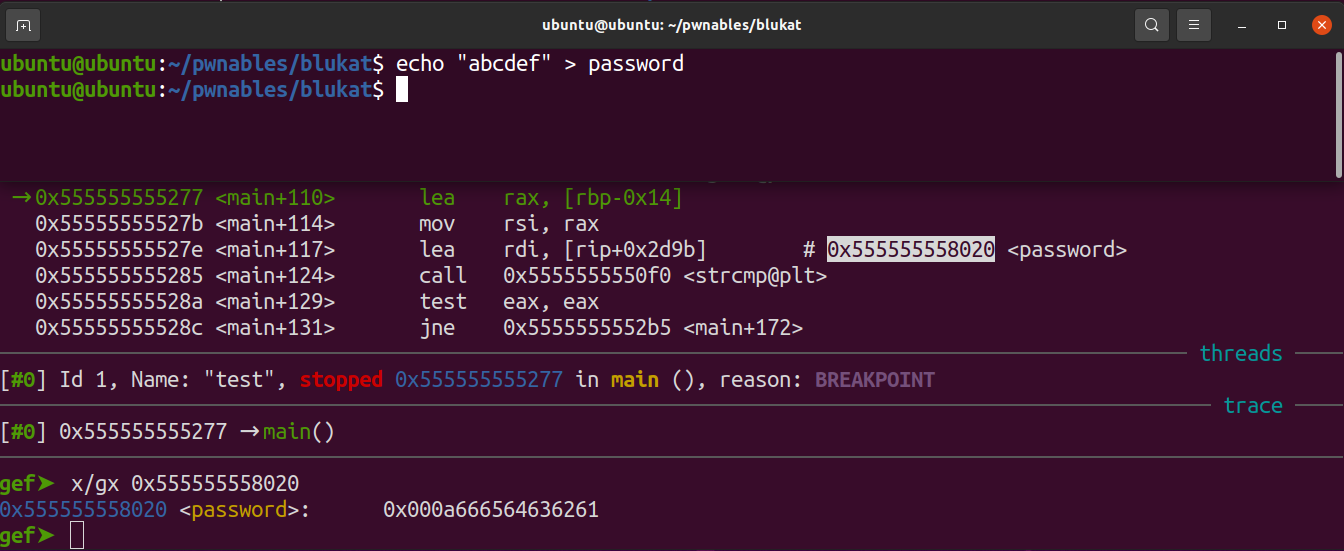 ubuntu@ubuntu: ~/pwnables/blukat
ubuntu@ubuntu:~/pwnables/blukat$ echo "abcdef" > password
ubuntu@ubuntu:~/pwnables/blukat$
→0x555555555277 <main+110> lea rax, [rbp-0x14]
0x55555555527b <main+114> mov rsi, rax
0x55555555527e <main+117> lea rdi, [rip+0x2d9b] # 0x555555558020 <password>
0x555555555285 <main+124> call 0x5555555550f0 <strcmp@plt>
0x55555555528a <main+129> test eax, eax
0x55555555528c <main+131> jne 0x5555555552b5 <main+172>
threads
[#0] Id 1, Name: "test", stopped 0x555555555277 in main (), reason: BREAKPOINT
trace
[#0] 0x555555555277 →main()
gef➤ x/gx 0x555555558020
0x555555558020 <password>: 0x000a666564636261
gef➤